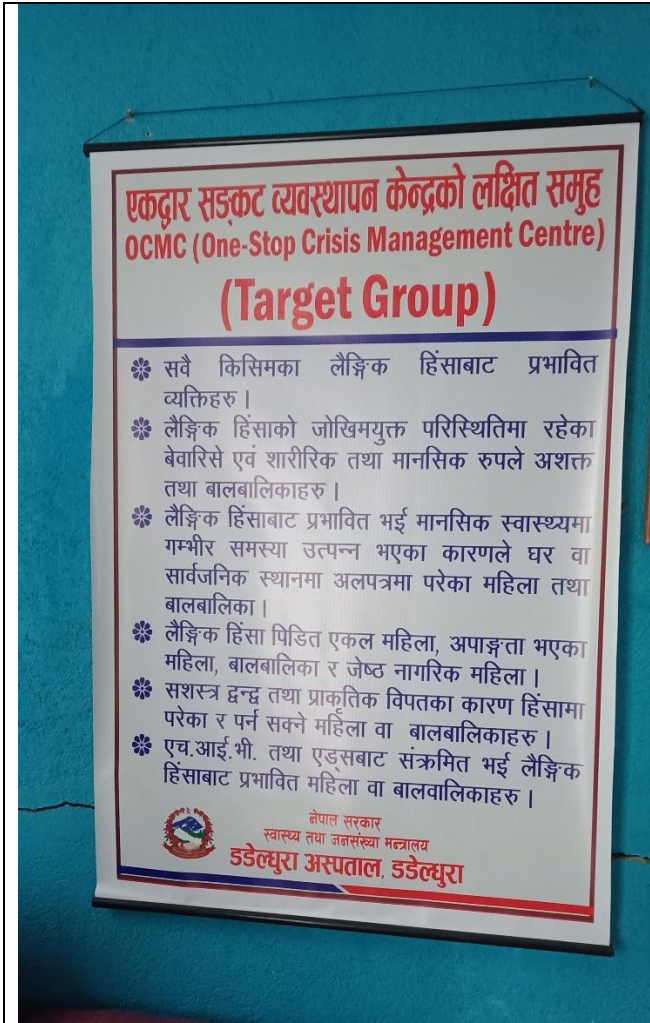 एकद्वार सङ्कट व्यवस्थापन केन्द्रको लक्षित समुह
OCMC (One-Stop Crisis Management Centre)
(Target Group)
सवै किसिमका लैङ्गिक हिंसाबाट प्रभावित
व्यक्तिहरु ।
लैङ्गिक हिंसाको जोखिमयुक्त परिस्थितिमा रहेका
बेवारिसे एवं शारीरिक तथा मानसिक रुपले अशक्त
तथा बालबालिकाहरु ।
लैङ्गिक हिंसाबाट प्रभावित भई मानसिक स्वास्थ्यमा
गम्भीर समस्या उत्पन्न भएका कारणले घर वा
सार्वजनिक स्थानमा अलपत्रमा परेका महिला तथा
बालबालिका ।
लैङ्गिक हिंसा पिडित एकल महिला, अपाङ्गता भएका
महिला, बालबालिका र जेष्ठ नागरिक महिला ।
सशस्त्र द्वन्द्व तथा प्राकृतिक विपतका कारण हिंसामा
परेका र पर्न सक्ने महिला वा बालबालिकाहरु ।
एच.आई.भी. तथा एड्सबाट संक्रमित भई लैङ्गिक
हिंसाबाट प्रभावित महिला वा बालवालिकाहरु ।
नेपाल सरकार
स्वास्थ्य तथा जनसंख्या मन्त्रालय
डडेल्धुरा अस्पताल, डडेल्धुरा